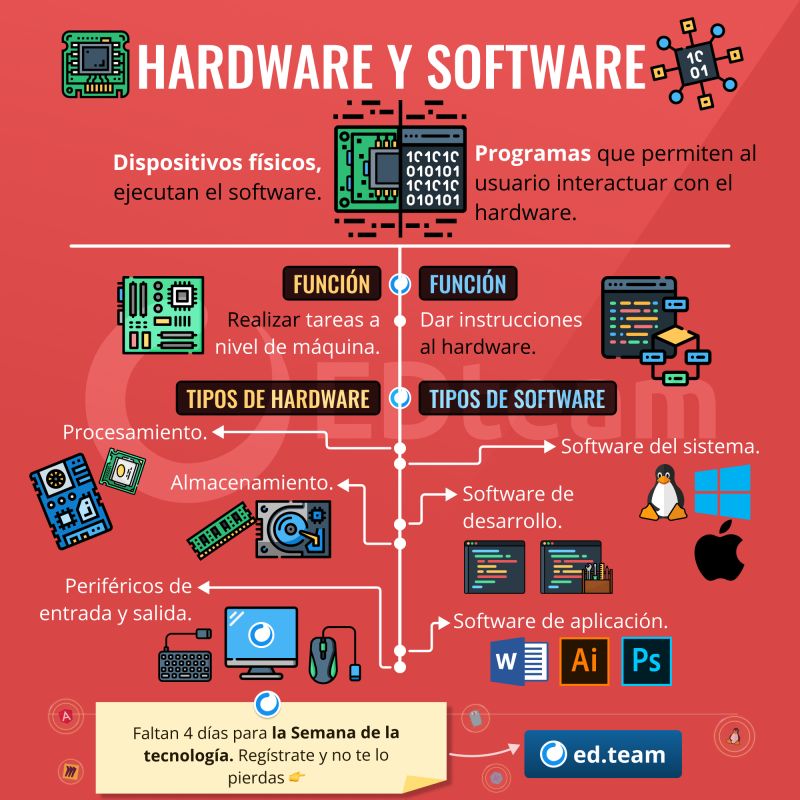 HARDWARE Y SOFTWARE
1C
01
Dispositivos físicos,
ejecutan el software.
1C1C1C
010101
1C1C1C
010101
Programas que permiten al
usuario interactuar con el
hardware.
FUNCIÓN
Realizar tareas a
nivel de máquina.
FUNCIÓN
Dar instrucciones
al hardware.
EDteam
TIPOS DE HARDWARE
TIPOS DE SOFTWARE
Procesamiento.
Software del sistema.
Almacenamiento.
Software de
desarrollo.
Periféricos de
entrada y salida.
Software de aplicación.
W
Ai
Ps
Faltan 4 días para la Semana de la
tecnología. Regístrate y no te lo
pierdas 👉
ed.team